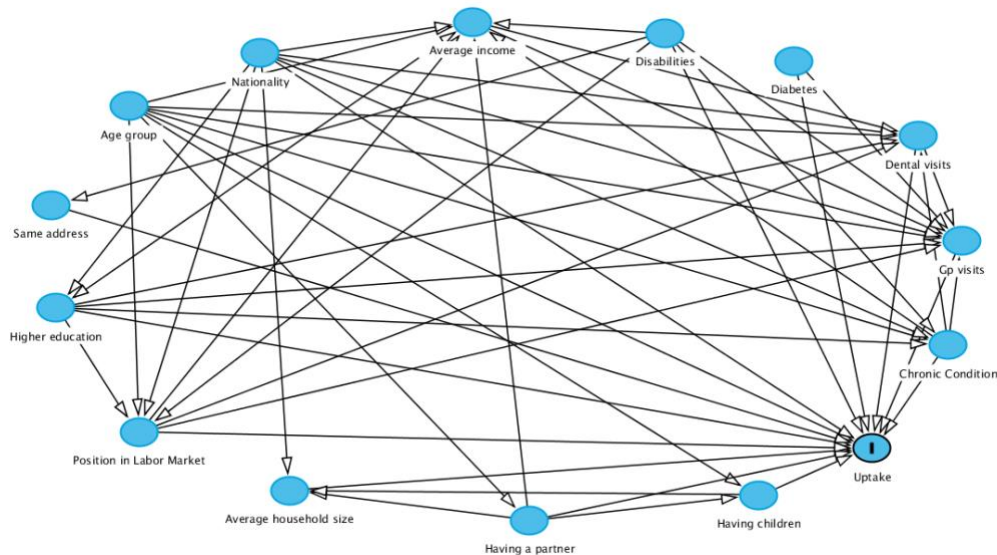 Average income
Disabilities
Nationality
Diabetes
Age group
Dental visits
Same address
Gp visits
Higher education
Chronic Condition
Position in Labor Market
Uptake
Average household size
Having children
Having a partner